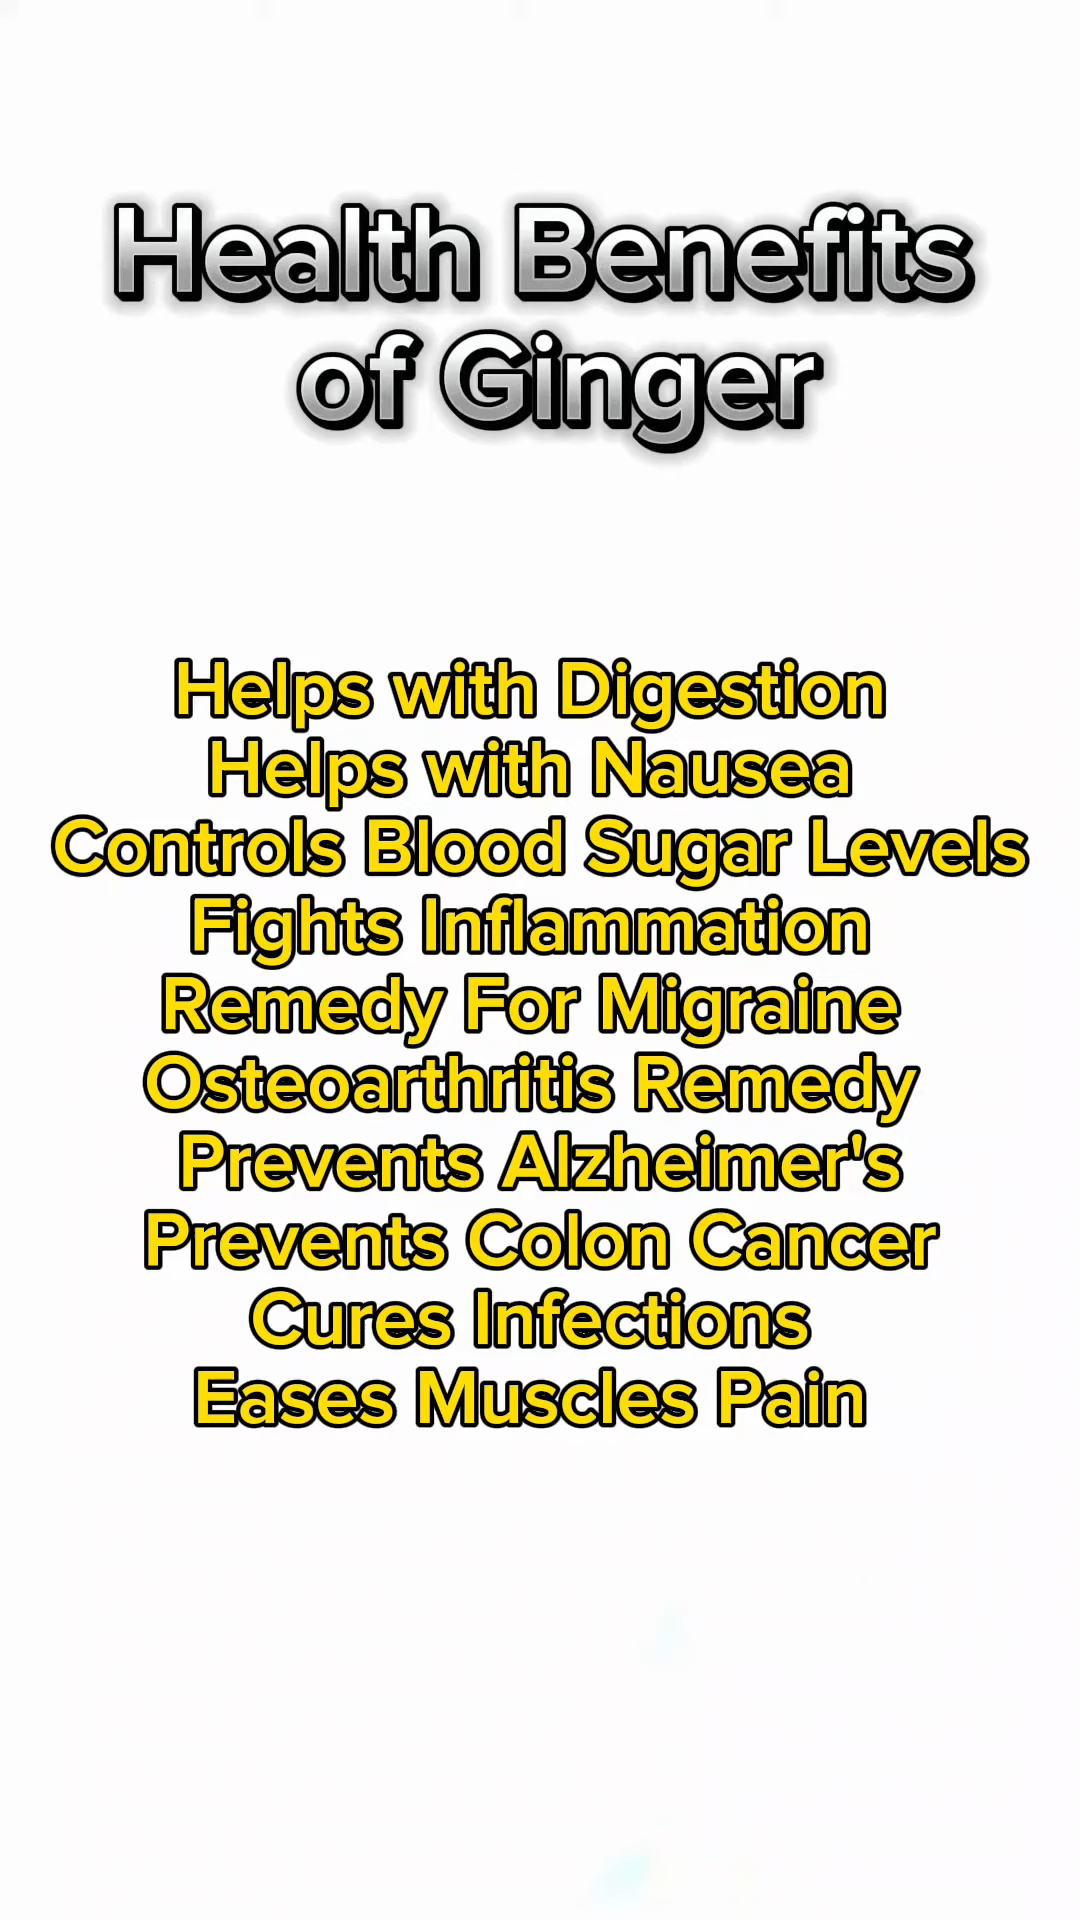 Health Benefits
of Ginger
Helps with Digestion
Helps with Nausea
Controls Blood Sugar Levels
Fights Inflammation
Remedy For Migraine
Osteoarthritis Remedy
Prevents Alzheimer's
Prevents Colon Cancer
Cures Infections
Eases Muscles Pain